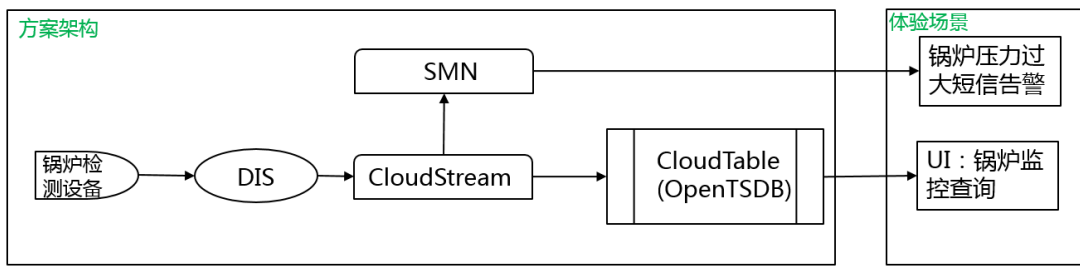 方案架构
体验场景
SMN
锅炉压力过
大短信告警
锅炉检
测设备
DIS
CloudStream
CloudTable
(OpenTSDB)
UI：锅炉监
控查询